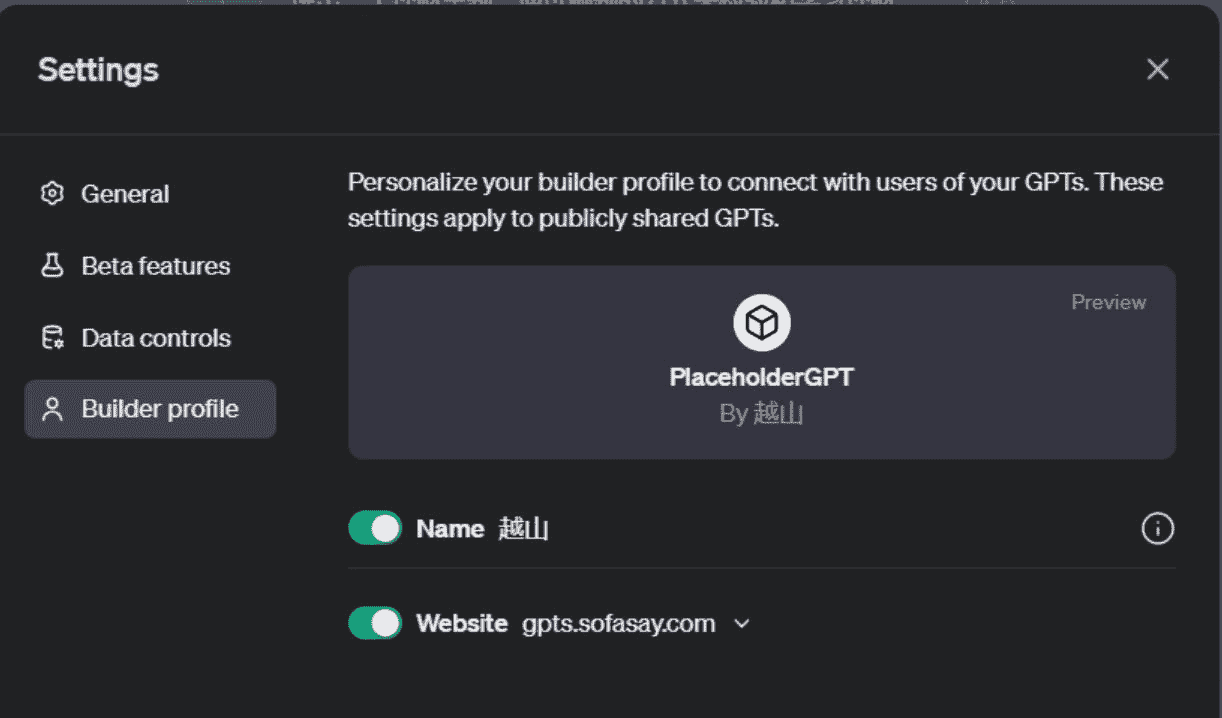 Settings
General
Beta features
Data controls
Builder profile
Personalize your builder profile to connect with users of your GPTs. These
settings apply to publicly shared GPTs.
Preview
PlaceholderGPT
By 越山
Name 越山
Website gpts.sofasay.com